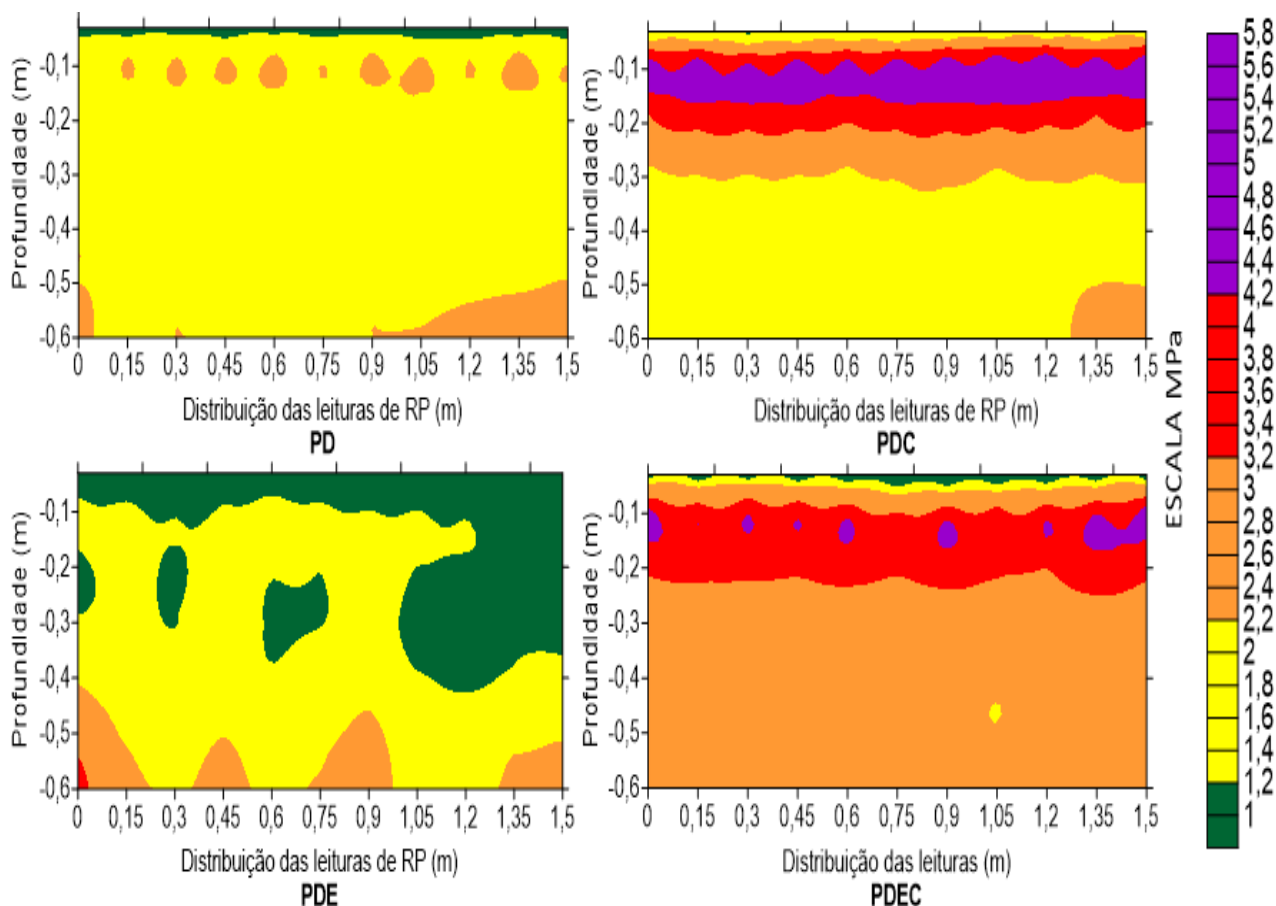 Profundidade (m)
-0,1
-0,2
-0,3
-0,4
-0,5
-0,6
0 0,15 0,3 0,45 0,6 0,75 0,9 1,05 1,2 1,35 1,5
Distribuição das leituras de RP (m)
PD
Profundidade (m)
-0,1
-0,2
-0,3
-0,4
-0,5
-0,6
0 0,15 0,3 0,45 0,6 0,75 0,9 1,05 1,2 1,35 1,5
Distribuição das leituras de RP (m)
PDC
Profundidade (m)
-0,1
-0,2
-0,3
-0,4
-0,5
-0,6
0 0,15 0,3 0,45 0,6 0,75 0,9 1,05 1,2 1,35 1,5
Distribuição das leituras de RP (m)
PDE
Profundidade (m)
-0,1
-0,2
-0,3
-0,4
-0,5
-0,6
0 0,15 0,3 0,45 0,6 0,75 0,9 1,05 1,2 1,35 1,5
Distribuição das leituras (m)
PDEC
ESCALA MPa
5,8
5,6
5,4
5,2
5
4,8
4,6
4,4
4,2
4
3,8
3,6
3,4
3,2
3
2,8
2,6
2,4
2,2
2
1,8
1,6
1,4
1,2
1